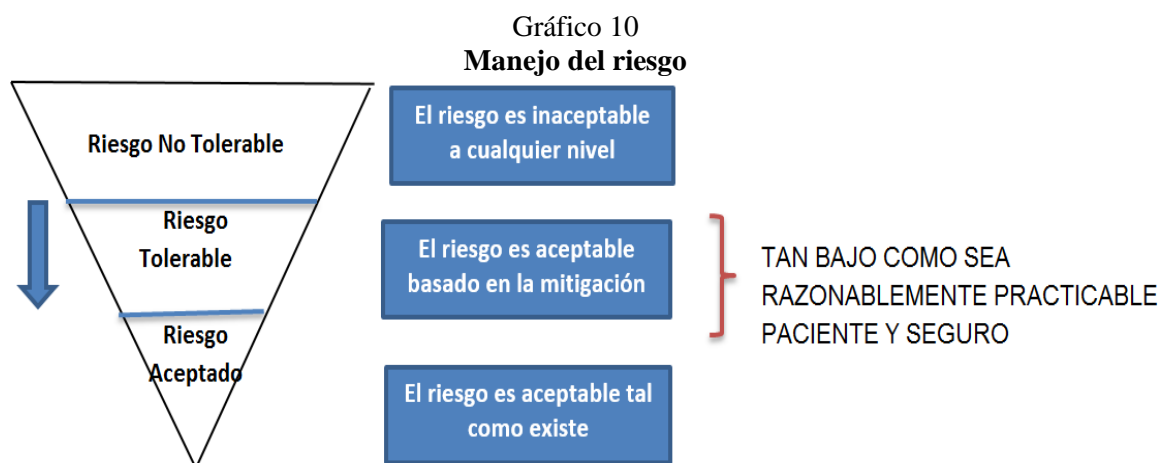 Gráfico 10
Manejo del riesgo
Riesgo No Tolerable
El riesgo es inaceptable
a cualquier nivel
Riesgo
Tolerable
El riesgo es aceptable
basado en la mitigación
TAN BAJO COMO SEA
RAZONABLEMENTE PRACTICABLE
PACIENTE Y SEGURO
Riesgo
Aceptado
El riesgo es aceptable tal
como existe